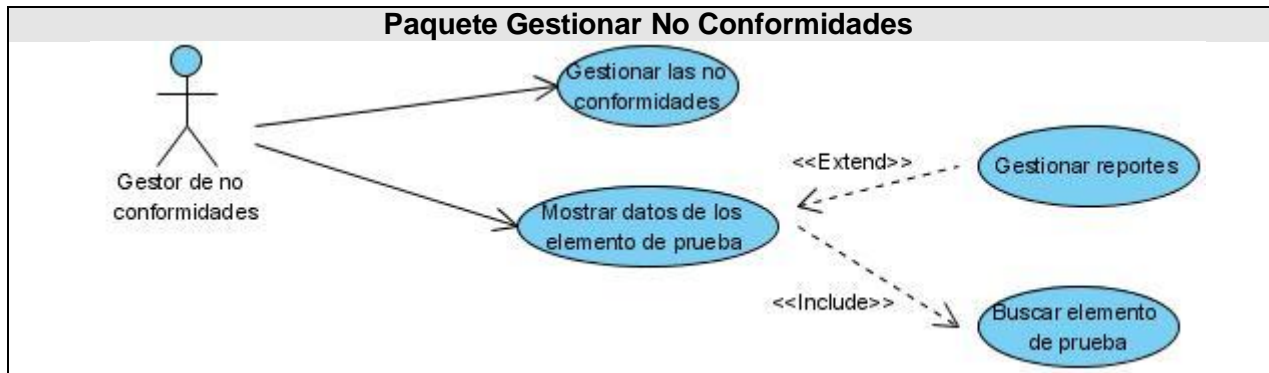 Paquete Gestionar No Conformidades
Gestionar las no
conformidades
<<Extend>>
Gestionar reportes
Gestor de no
conformidades
Mostrar datos de los
elemento de prueba
<<Include>>
Buscar elemento
de prueba